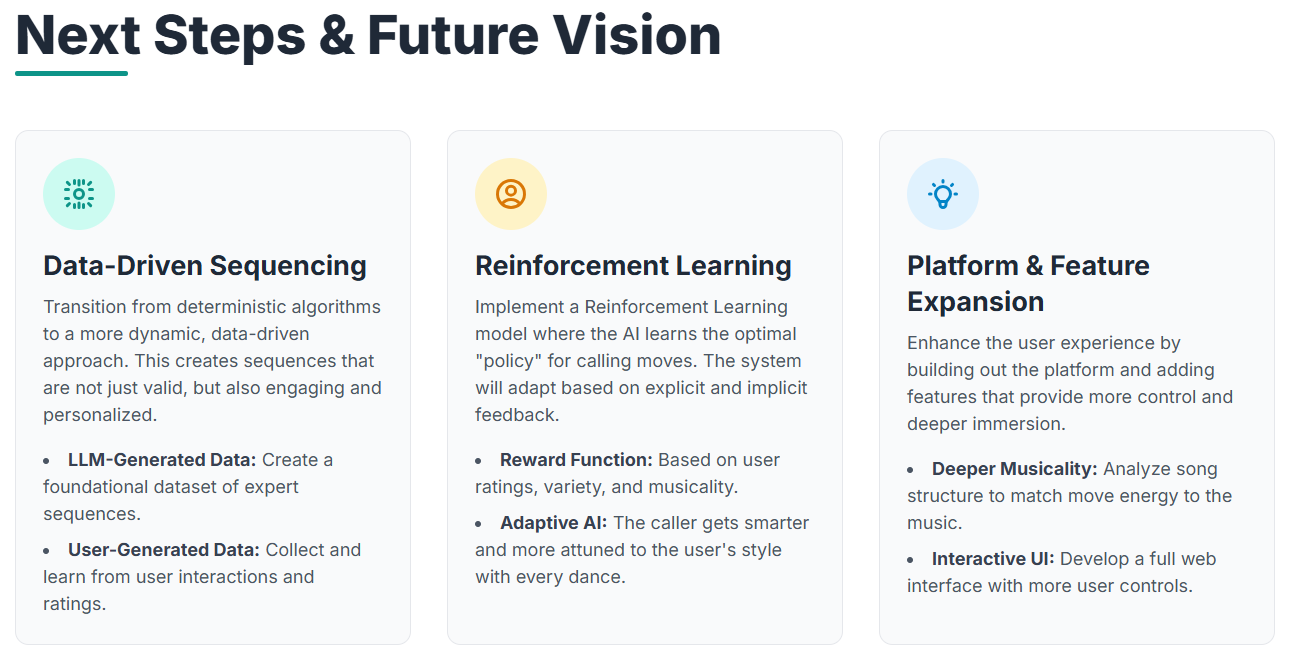 Next Steps & Future Vision
Data-Driven Sequencing
Transition from deterministic algorithms
to a more dynamic, data-driven
approach. This creates sequences that
are not just valid, but also engaging and
personalized.
• LLM-Generated Data: Create a
foundational dataset of expert
sequences.
• User-Generated Data: Collect and
learn from user interactions and
ratings.
Reinforcement Learning
Implement a Reinforcement Learning
model where the AI learns the optimal
"policy" for calling moves. The system
will adapt based on explicit and implicit
feedback.
• Reward Function: Based on user
ratings, variety, and musicality.
• Adaptive AI: The caller gets smarter
and more attuned to the user's style
with every dance.
Platform & Feature
Expansion
Enhance the user experience by
building out the platform and adding
features that provide more control and
deeper immersion.
• Deeper Musicality: Analyze song
structure to match move energy to the
music.
• Interactive UI: Develop a full web
interface with more user controls.